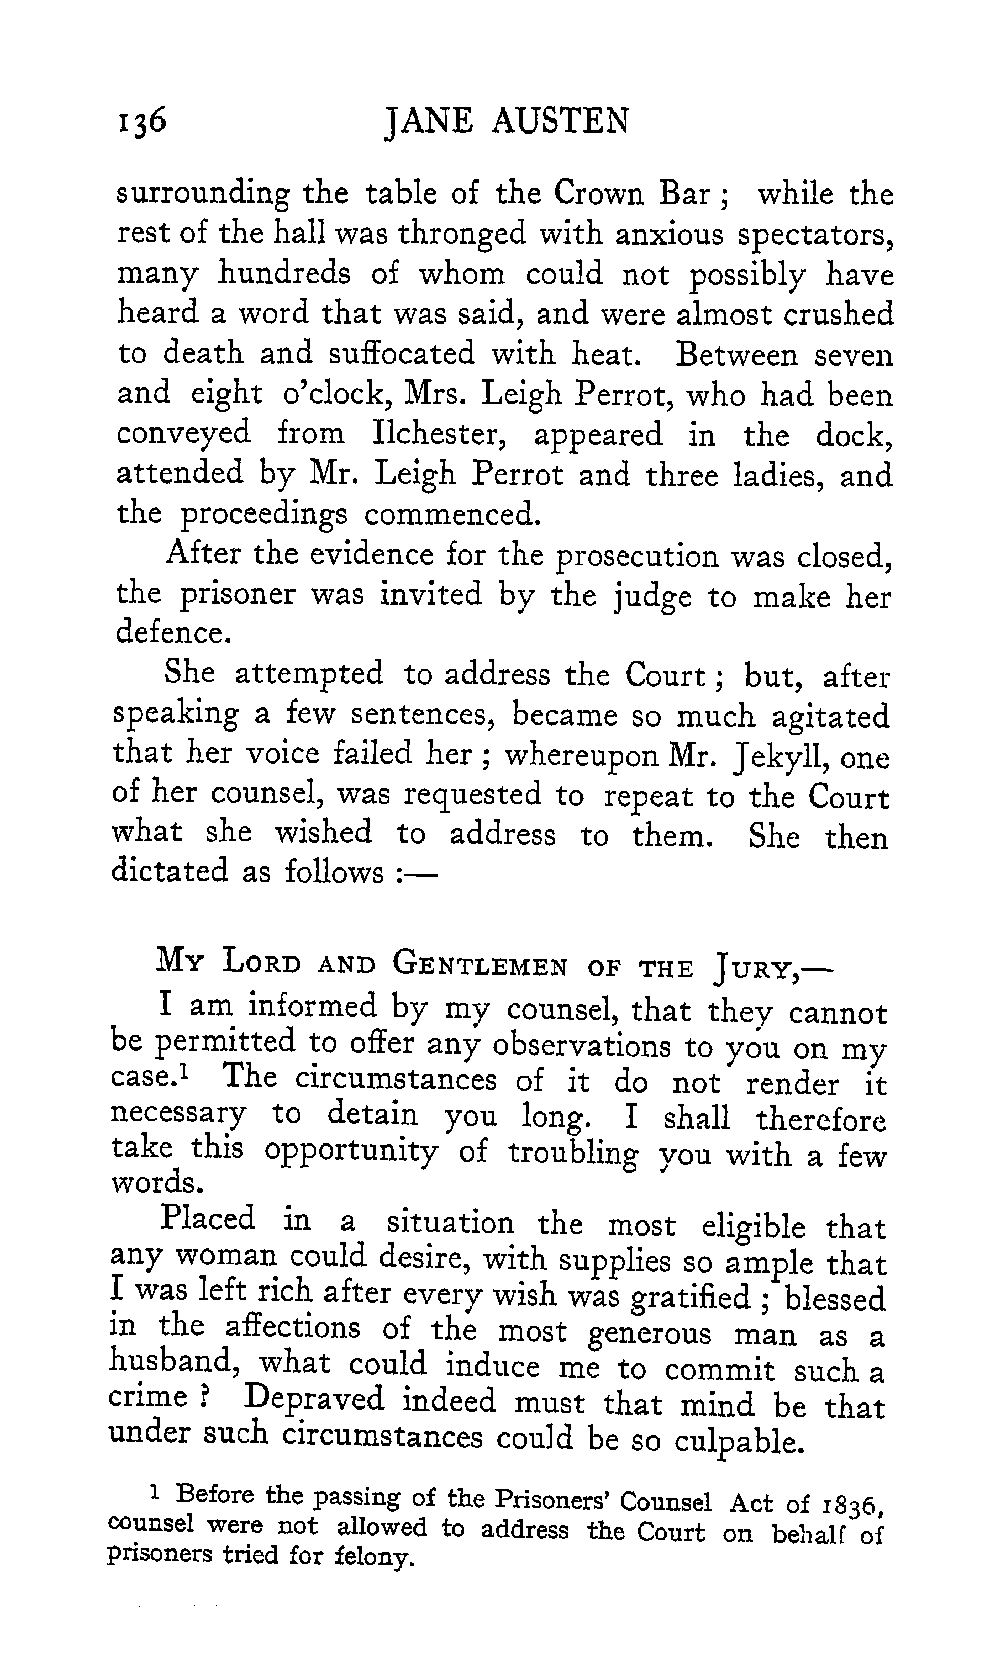 136 JANE AUSTEN
surrounding the table of the Crown Bar ; while the
rest of the hall was thronged with anxious spectators,
many hundreds of whom could not possibly have
heard a word that was said, and were almost crushed
to death and suffocated with heat. Between seven
and eight o'clock, Mrs. Leigh Perrot, who had been
conveyed from Ilchester, appeared in the dock,
attended by Mr. Leigh Perrot and three ladies, and
the proceedings commenced.
After the evidence for the prosecution was closed,
the prisoner was invited by the judge to make her
defence.
She attempted to address the Court ; but, after
speaking a few sentences, became so much agitated
that her voice failed her ; whereupon Mr. Jekyll, one
of her counsel, was requested to repeat to the Court
what she wished to address to them. She then
dictated as follows :—
MY LORD AND GENTLEMEN OF THE JURY,—
I am informed by my counsel, that they cannot
be permitted to offer any observations to you on my
case.¹ The circumstances of it do not render it
necessary to detain you long. I shall therefore
take this opportunity of troubling you with a few
words.
Placed in a situation the most eligible that
any woman could desire, with supplies so ample that
I was left rich after every wish was gratified ; blessed
in the affections of the most generous man as a
husband, what could induce me to commit such a
crime ? Depraved indeed must that mind be that
under such circumstances could be so culpable.
¹ Before the passing of the Prisoners' Counsel Act of 1836,
counsel were not allowed to address the Court on behalf of
prisoners tried for felony.